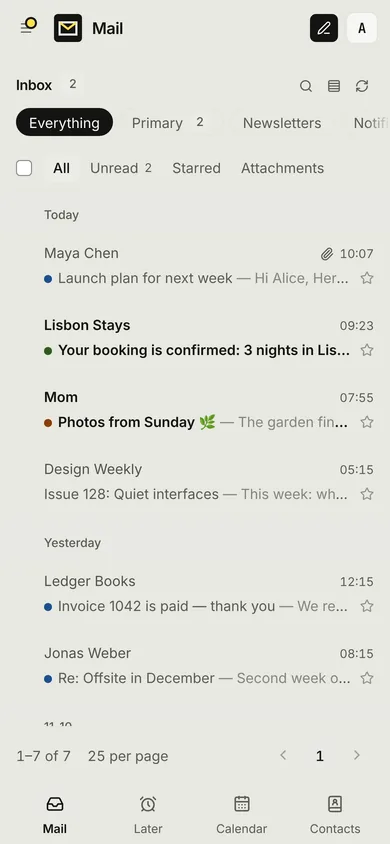 Mail
A
Inbox 2
Everything Primary 2 Newsletters
All Unread 2 Starred Attachments
Today
Maya Chen 10:07
Launch plan for next week — Hi Alice, Her...
Lisbon Stays 09:23
Your booking is confirmed: 3 nights in Lis...
Mom 07:55
Photos from Sunday 🌿 — The garden fin...
Design Weekly 05:15
Issue 128: Quiet interfaces — This week: wh...
Yesterday
Ledger Books 12:15
Invoice 1042 is paid — thank you — We re...
Jonas Weber 08:15
Re: Offsite in December — Second week o...
1–7 of 7 25 per page 1
Mail Later Calendar Contacts